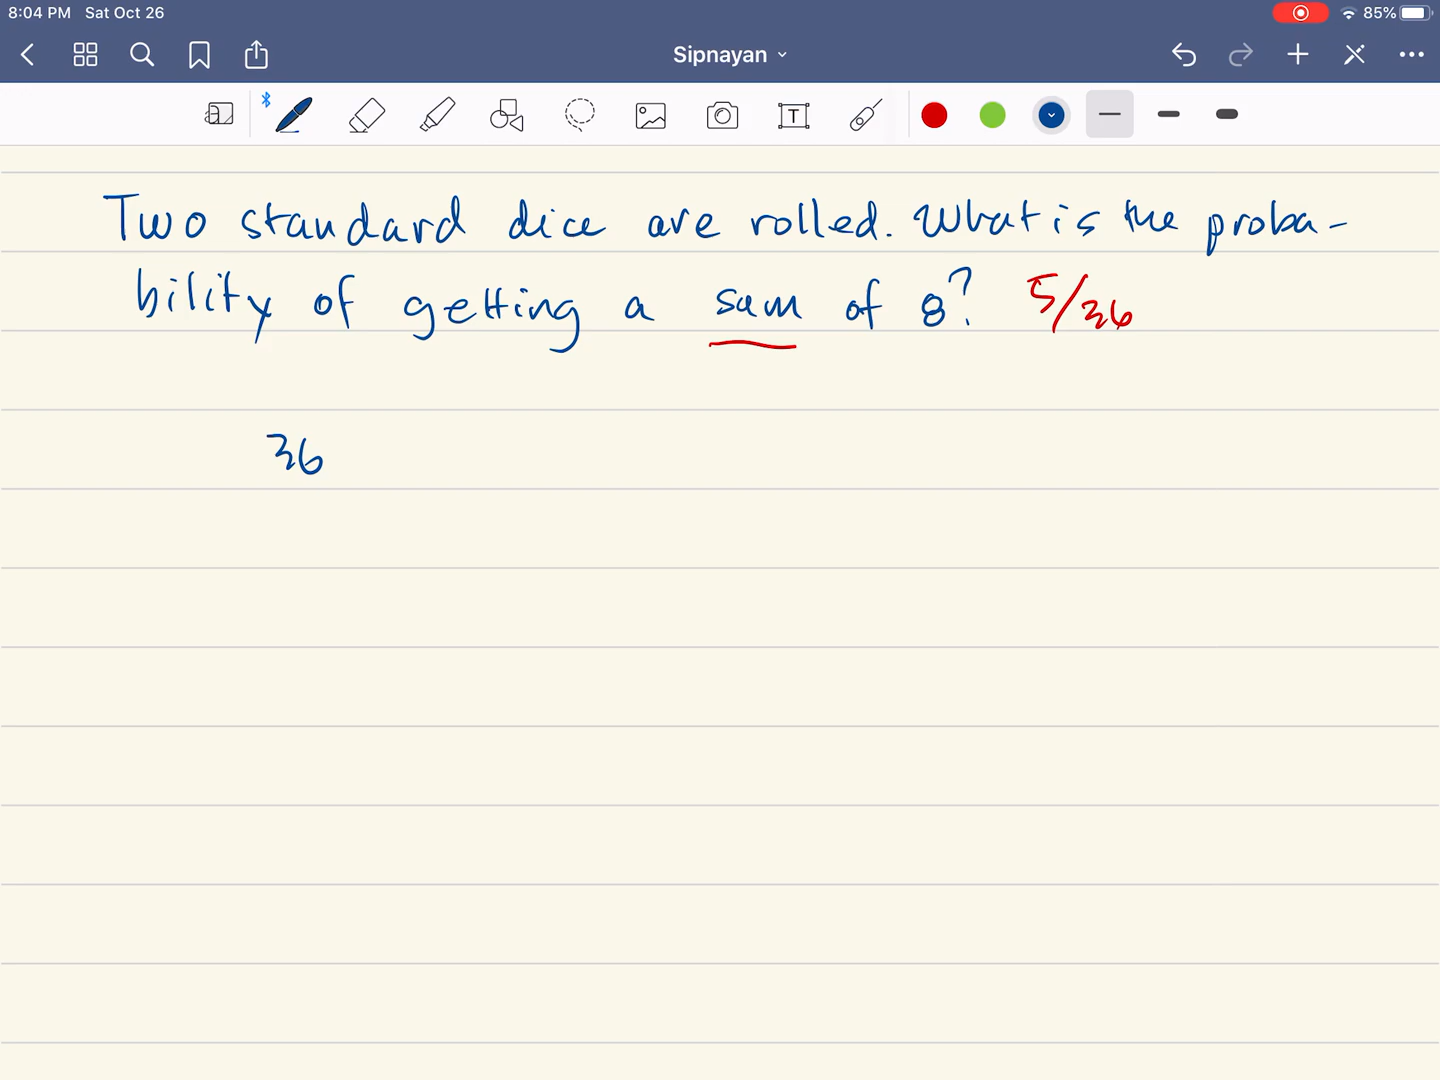 8:04 PM Sat Oct 26 85%
Sipnayan
Two standard dice are rolled. What is the proba-
bility of getting a sum of 8? 5/36
36